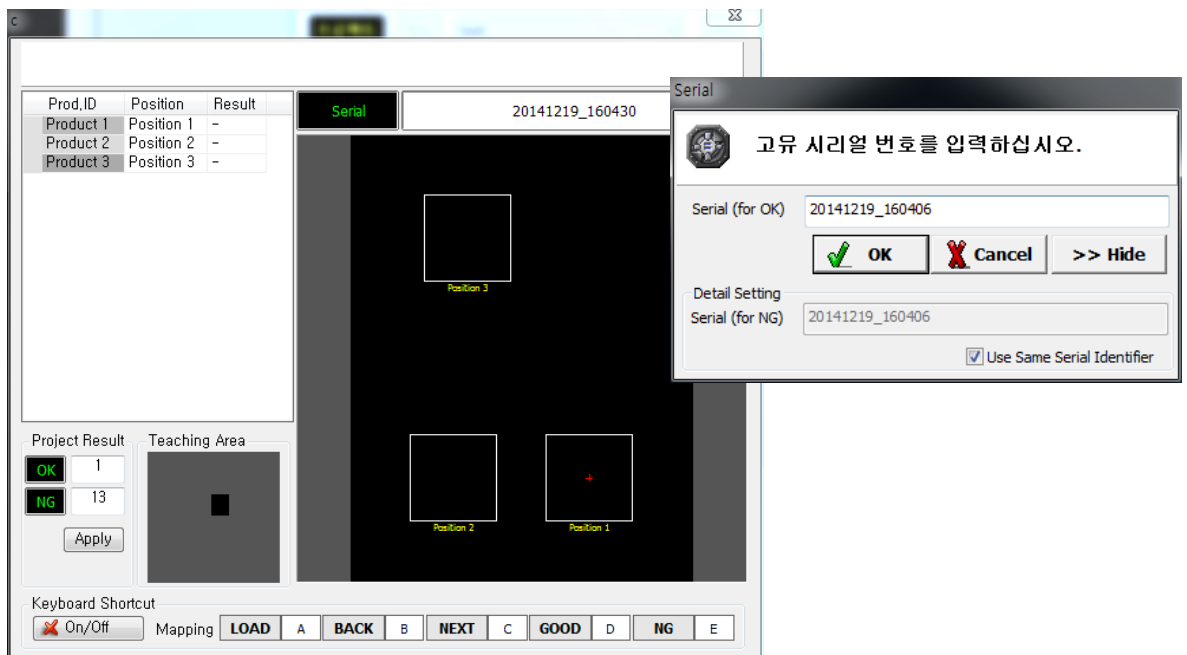 c
Prod,ID Position Result
Product 1 Position 1 -
Product 2 Position 2 -
Product 3 Position 3 -
Serial 20141219_160430
Position 3
Position 2 Position 1
Project Result
OK 1
NG 13
Apply
Teaching Area
Keyboard Shortcut
On/Off Mapping LOAD A BACK B NEXT C GOOD D NG E
Serial
고유 시리얼 번호를 입력하십시오.
Serial (for OK) 20141219_160406
OK Cancel >> Hide
Detail Setting
Serial (for NG) 20141219_160406
Use Same Serial Identifier